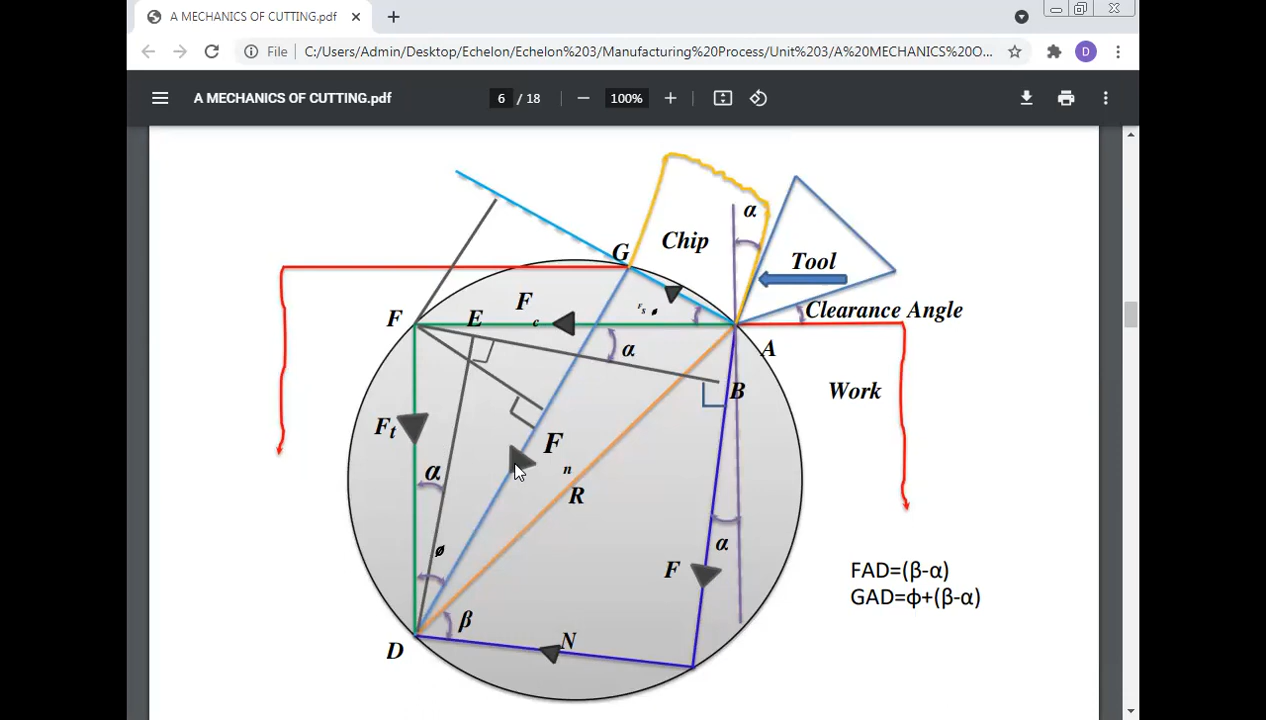 A MECHANICS OF CUTTING.pdf
File
C:/Users/Admin/Desktop/Echelon/Echelon%203/Manufacturing%20Process/Unit%203/A%20MECHANICS%20O...
D
A MECHANICS OF CUTTING.pdf
6 / 18
100%
α
G
Chip
Tool
Clearance Angle
F
E
F
c
α
A
B
Work
F
t
F
n
α
R
ø
α
F
FAD=(β-α)
GAD=ф+(β-α)
β
N
D